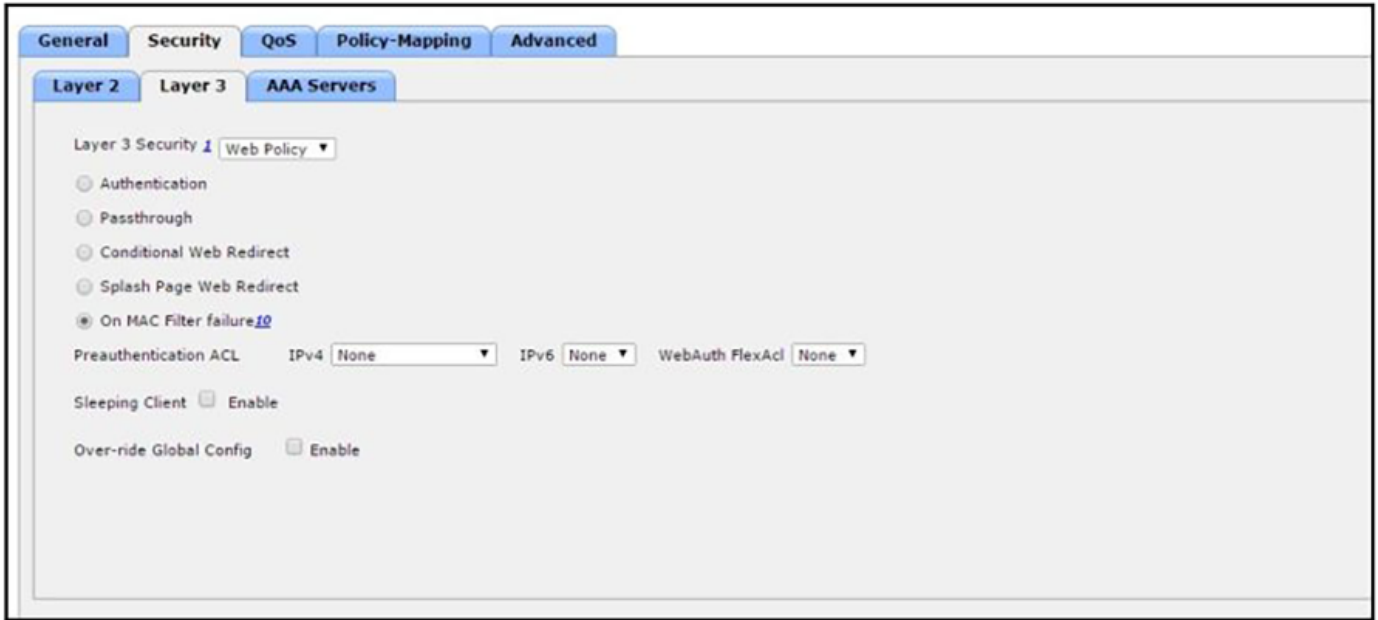 General Security QoS Policy-Mapping Advanced
Layer 2 Layer 3 AAA Servers
Layer 3 Security 1 Web Policy
Authentication
Passthrough
Conditional Web Redirect
Splash Page Web Redirect
On MAC Filter failure10
Preauthentication ACL IPv4 None IPv6 None WebAuth FlexAcl None
Sleeping Client Enable
Over-ride Global Config Enable